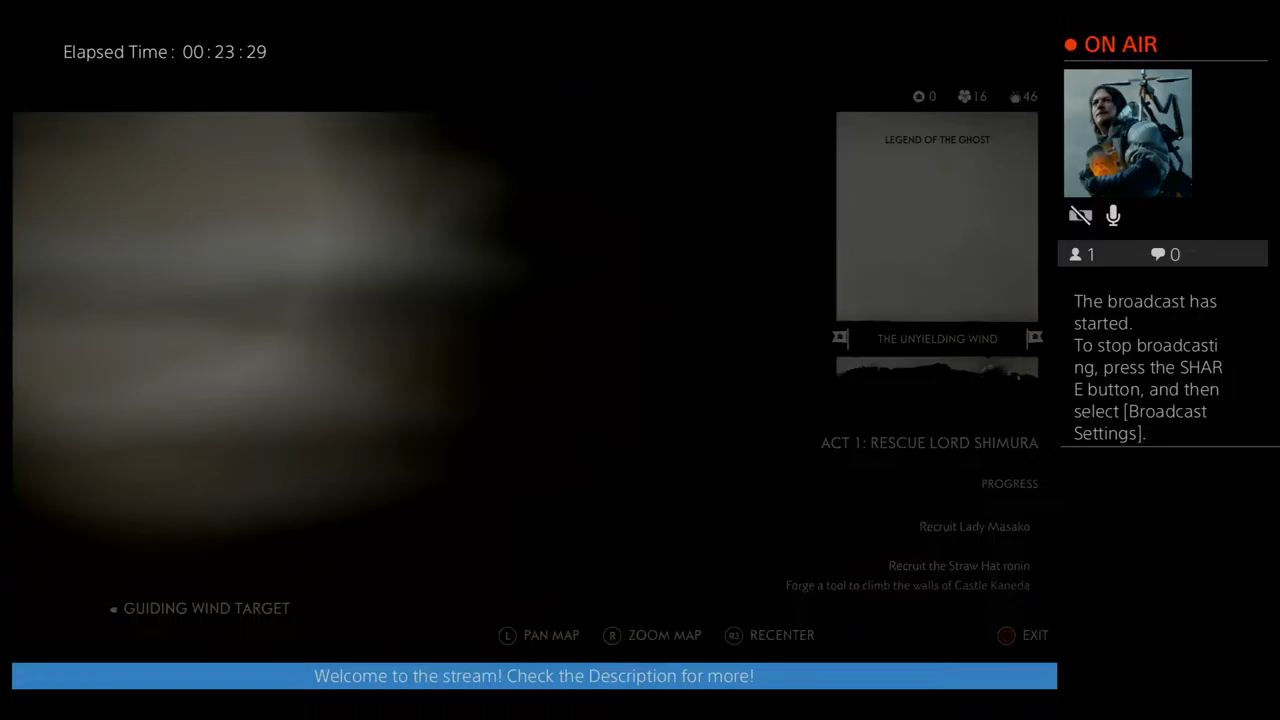 Elapsed Time: 00:23:29
ON AIR
0 16 46
LEGEND OF THE GHOST
1 0
The broadcast has
started.
To stop broadcasti
ng, press the SHAR
E button, and then
select [Broadcast
Settings].
THE UNYIELDING WIND
ACT 1: RESCUE LORD SHIMURA
PROGRESS
Recruit Lady Masako
Recruit the Straw Hat ronin
Forge a tool to climb the walls of Castle Kaneda
GUIDING WIND TARGET
L PAN MAP R ZOOM MAP R3 RECENTER EXIT
Welcome to the stream! Check the Description for more!